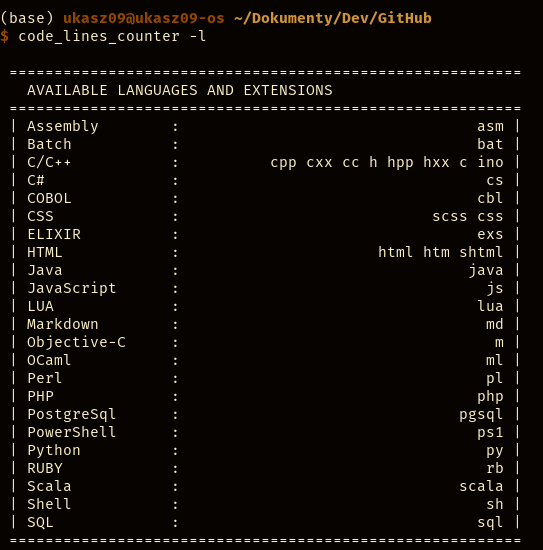 (base) ukasz09@ukasz09-os ~/Dokumenty/Dev/GitHub
$ code_lines_counter -l
=========================================================
AVAILABLE LANGUAGES AND EXTENSIONS
=========================================================
| Assembly        :                                 asm |
| Batch           :                                 bat |
| C/C++           :          cpp cxx cc h hpp hxx c ino |
| C#              :                                  cs |
| COBOL           :                                 cbl |
| CSS             :                            scss css |
| ELIXIR          :                                 exs |
| HTML            :                      html htm shtml |
| Java            :                                java |
| JavaScript      :                                  js |
| LUA             :                                 lua |
| Markdown        :                                  md |
| Objective-C     :                                   m |
| OCaml           :                                  ml |
| Perl            :                                  pl |
| PHP             :                                 php |
| PostgreSql      :                               pgsql |
| PowerShell      :                                 ps1 |
| Python          :                                  py |
| RUBY            :                                  rb |
| Scala           :                               scala |
| Shell           :                                  sh |
| SQL             :                                 sql |
=========================================================